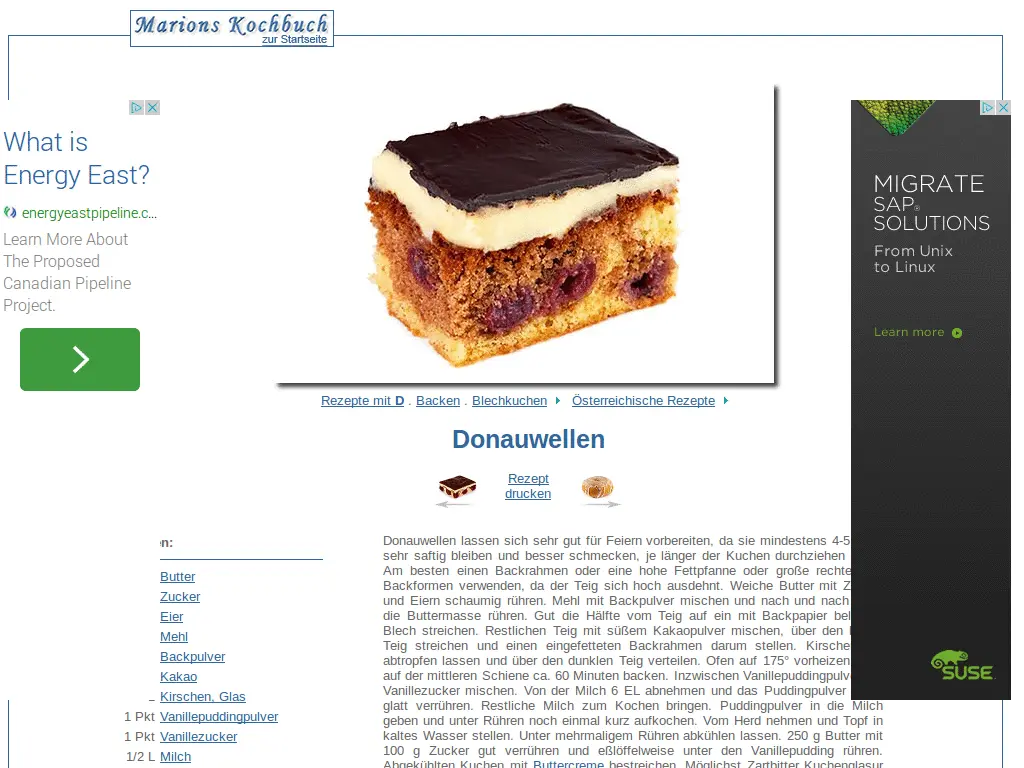 Marions Kochbuch
zur Startseite
What is
Energy East?
energyeastpipeline.c...
Learn More About
The Proposed
Canadian Pipeline
Project.
MIGRATE
SAP®
SOLUTIONS
From Unix
to Linux
Learn more
SUSE
Rezepte mit D . Backen . Blechkuchen Österreichische Rezepte
Donauwellen
Rezept
drucken
en:
Butter
Zucker
Eier
Mehl
Backpulver
Kakao
Kirschen, Glas
1 Pkt Vanillepuddingpulver
1 Pkt Vanillezucker
1/2 L Milch
Donauwellen lassen sich sehr gut für Feiern vorbereiten, da sie mindestens 4-5
sehr saftig bleiben und besser schmecken, je länger der Kuchen durchziehen
Am besten einen Backrahmen oder eine hohe Fettpfanne oder große rechte
Backformen verwenden, da der Teig sich hoch ausdehnt. Weiche Butter mit Z
und Eiern schaumig rühren. Mehl mit Backpulver mischen und nach und nach
die Buttermasse rühren. Gut die Hälfte vom Teig auf ein mit Backpapier bel
Blech streichen. Restlichen Teig mit süßem Kakaopulver mischen, über den
Teig streichen und einen eingefetteten Backrahmen darum stellen. Kirsche
abtropfen lassen und über den dunklen Teig verteilen. Ofen auf 175° vorheizen
auf der mittleren Schiene ca. 60 Minuten backen. Inzwischen Vanillepuddingpulv
Vanillezucker mischen. Von der Milch 6 EL abnehmen und das Puddingpulver
glatt verrühren. Restliche Milch zum Kochen bringen. Puddingpulver in die Milch
geben und unter Rühren noch einmal kurz aufkochen. Vom Herd nehmen und Topf in
kaltes Wasser stellen. Unter mehrmaligem Rühren abkühlen lassen. 250 g Butter mit
100 g Zucker gut verrühren und eßlöffelweise unter den Vanillepudding rühren.
Abgekühlten Kuchen mit Buttercreme bestreichen. Möglichst Zartbitter Kuchenglasur